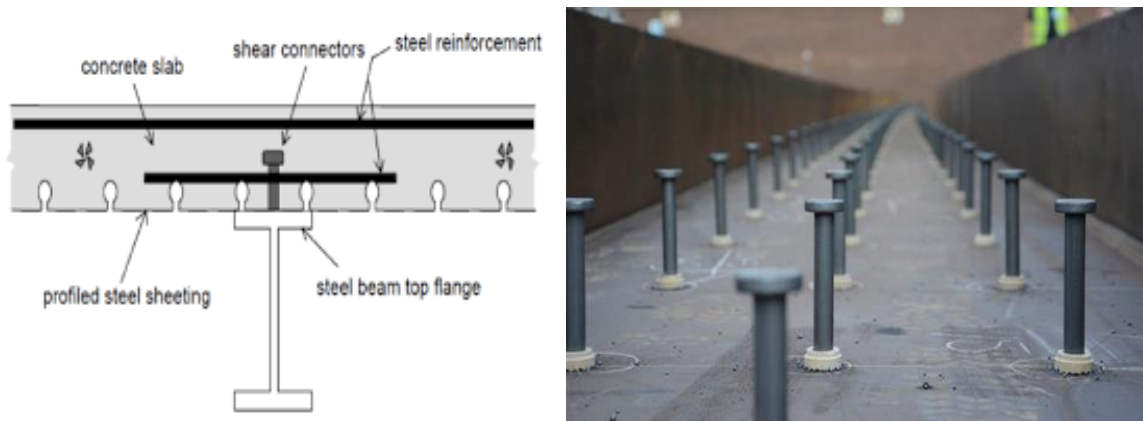 shear connectors
steel reinforcement
concrete slab
profiled steel sheeting
steel beam top flange